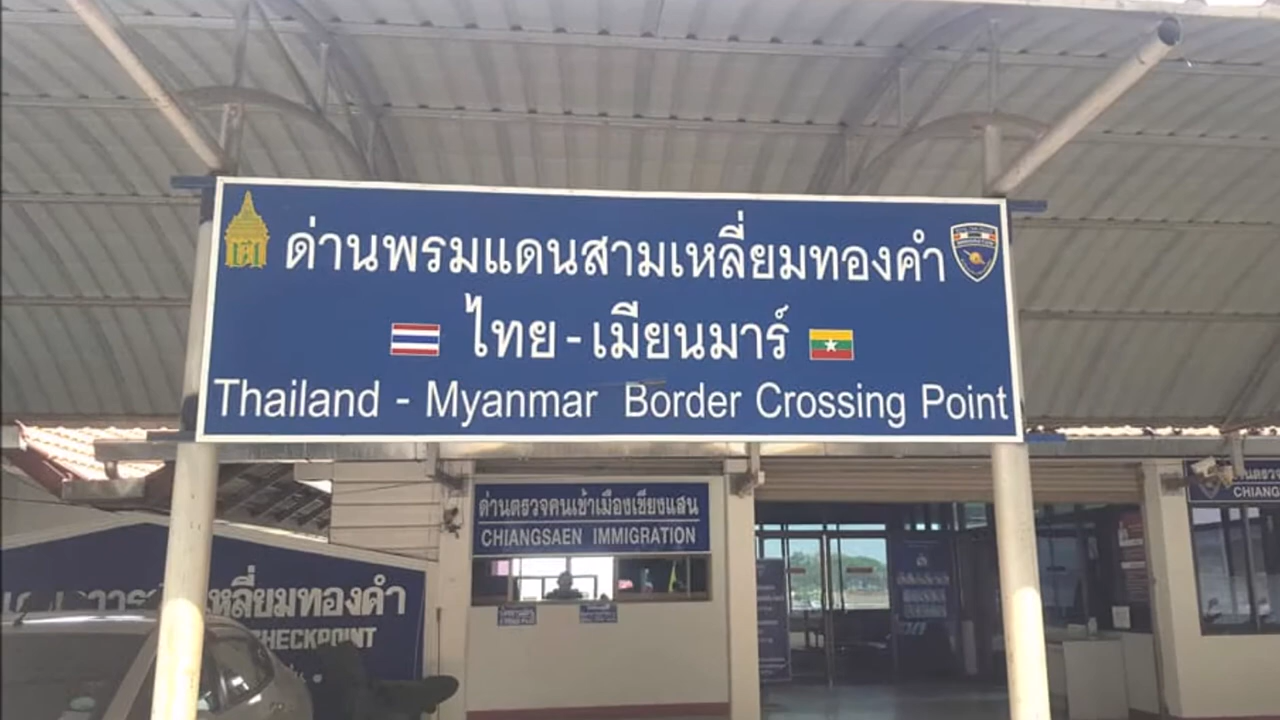 ด่านพรมแดนสามเหลี่ยมทองคำ
ไทย - เมียนมาร์
Thailand - Myanmar Border Crossing Point
ด่านตรวจคนเข้าเมืองเชียงแสน
CHIANGSAEN IMMIGRATION
CHIANG
หลี่ยมทองคำ
CHECKPOINT